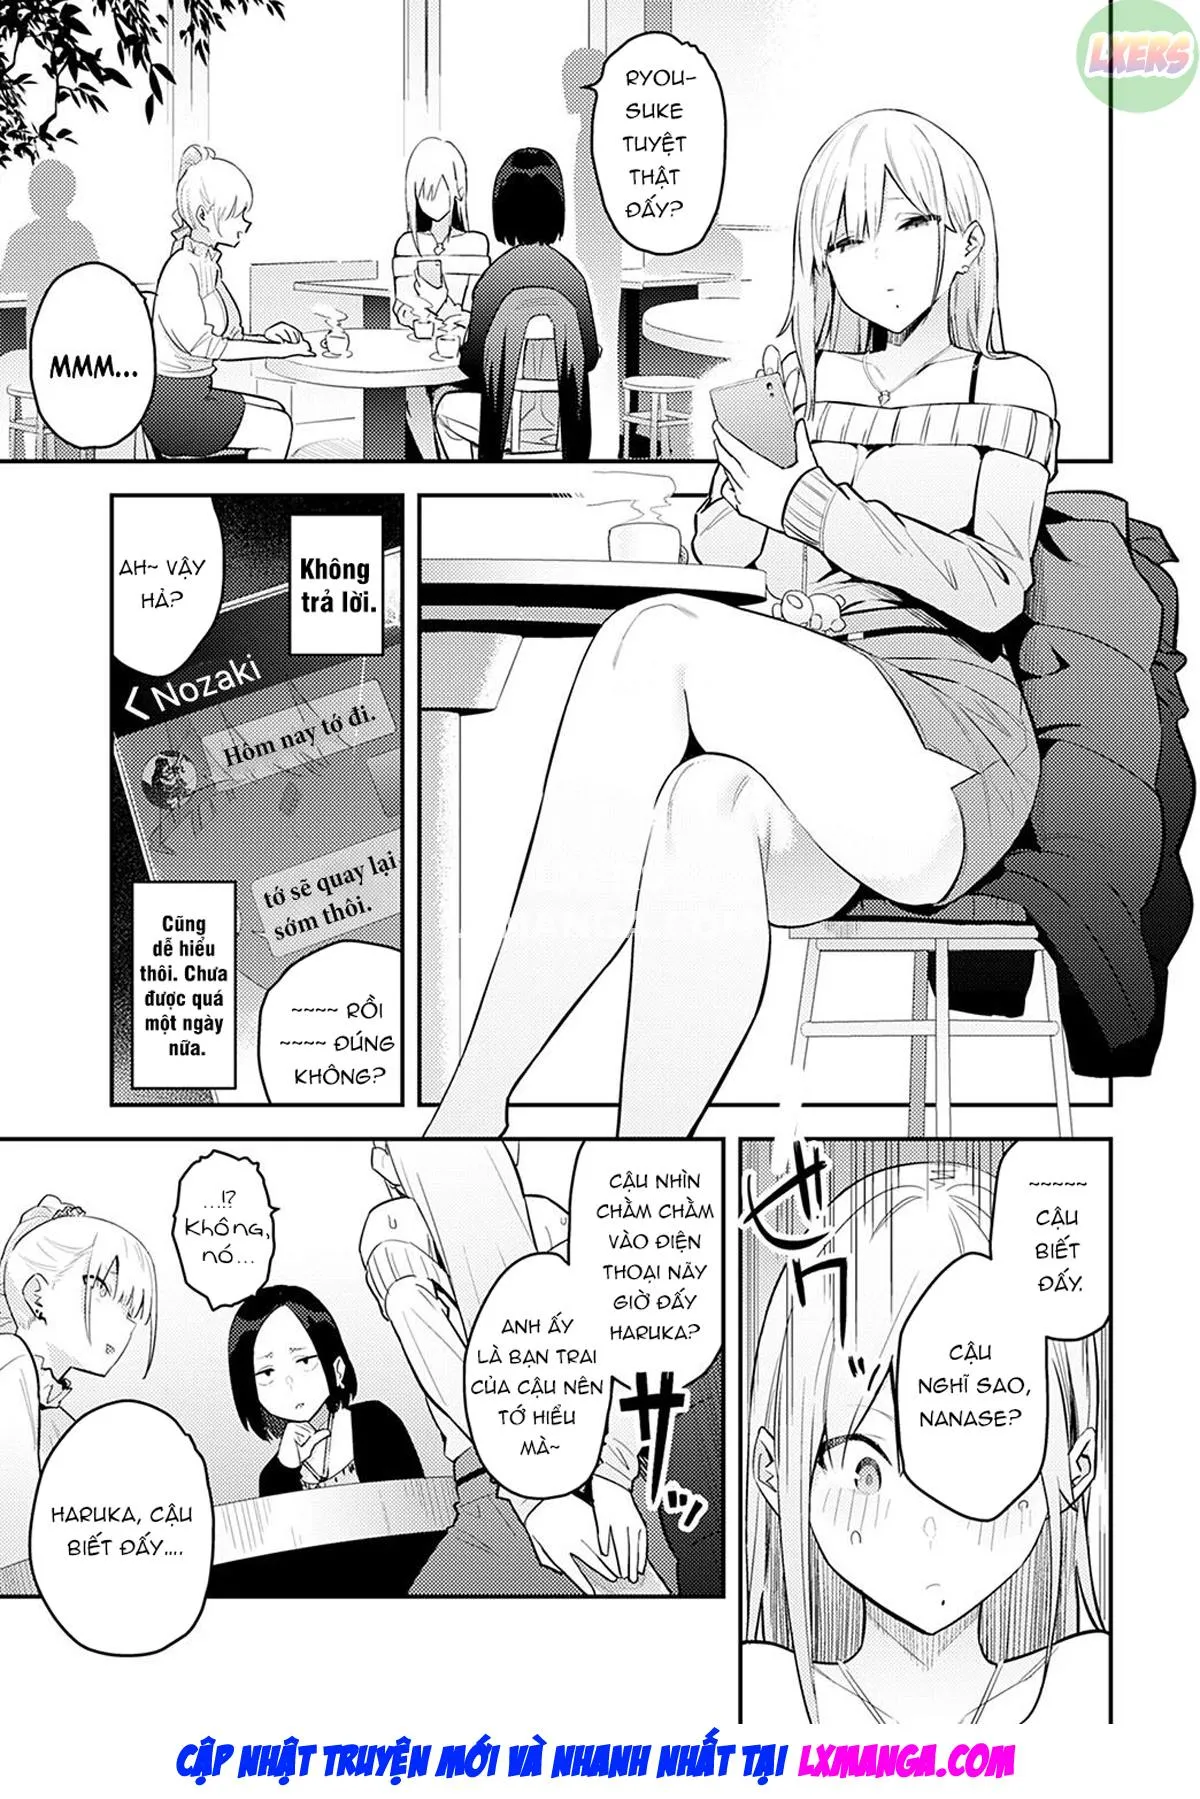 LXERS
RYOU-
SUKE
TUYỆT
THẬT
ĐẤY?
MMM...
Không
trả lời.
AH~ VẬY
HẢ?
Nozaki
Hôm nay tớ đi.
tớ sẽ quay lại
sớm thôi.
Cũng
dễ hiểu
thôi. Chưa
được quá
một ngày
nữa.
~~~~ RỒI
~~~~ ĐÚNG
KHÔNG?
~~~~~
CẬU
BIẾT
ĐẤY.
CẬU
NGHĨ SAO,
NANASE?
CẬU NHÌN
CHẰM CHẰM
VÀO ĐIỆN
THOẠI NÃY
GIỜ ĐẤY
HARUKA?
ANH ẤY
LÀ BẠN TRAI
CỦA CẬU NÊN
TỚ HIỂU
MÀ~
...!?
Không,
nó...
HARUKA, CẬU
BIẾT ĐẤY....
CẬP NHẬT TRUYỆN MỚI VÀ NHANH NHẤT TẠI LXMANGA.COM